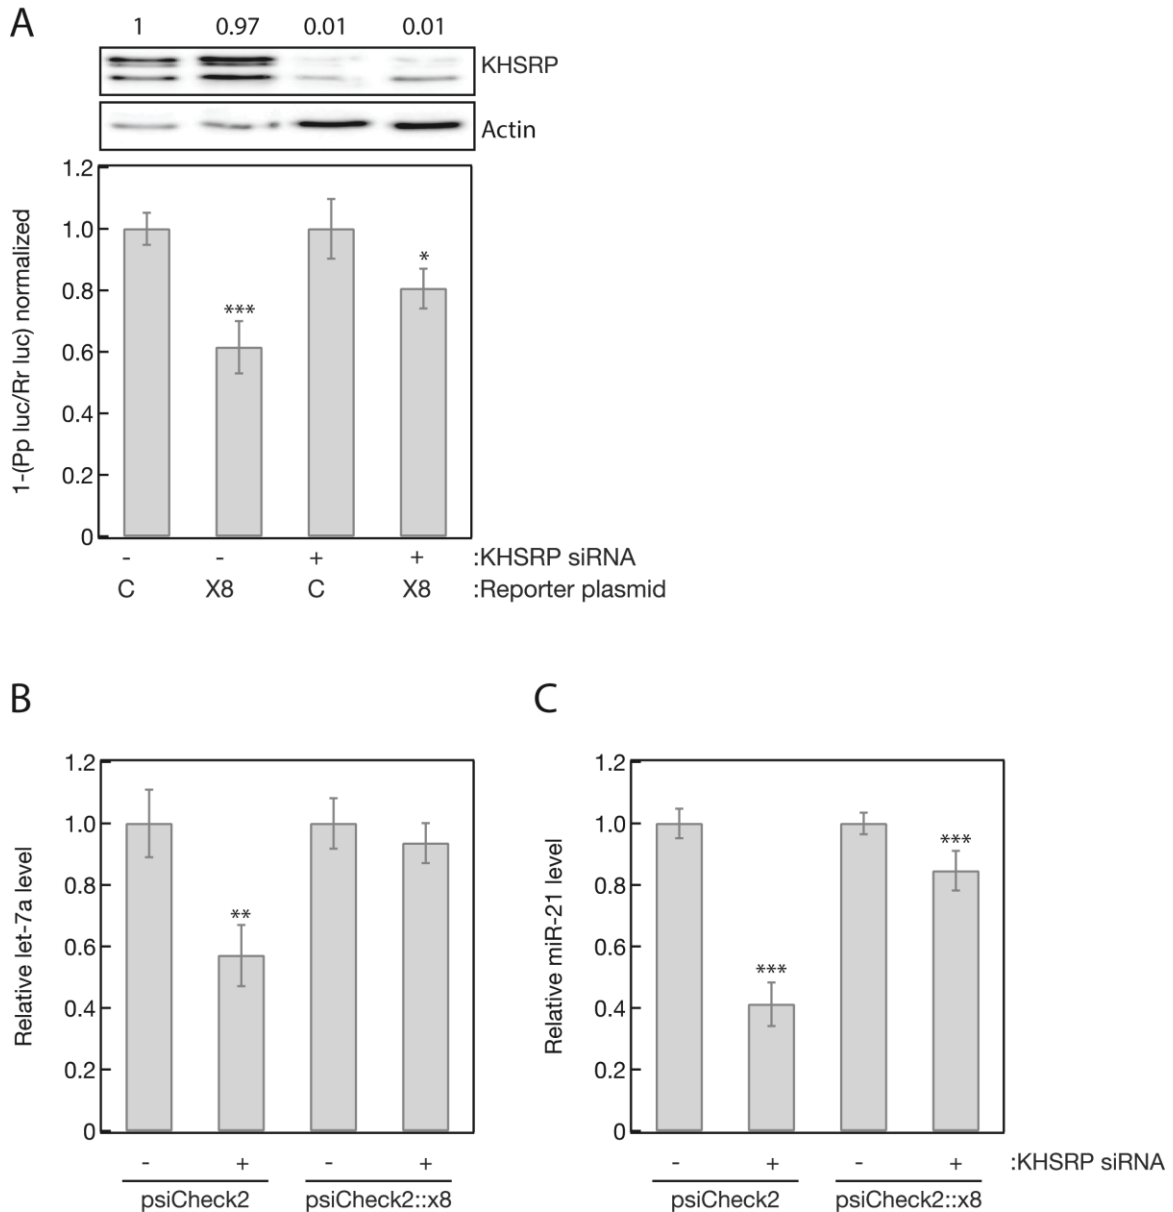 A
1 0.97 0.01 0.01
KHSRP
Actin
1.2
1.0
0.8
0.6
0.4
0.2
0
1-(Pp luc/Rr luc) normalized
***
*
- - + + :KHSRP siRNA
C X8 C X8 :Reporter plasmid
B
1.2
1.0
0.8
0.6
0.4
0.2
0
Relative let-7a level
**
- + - +
psiCheck2 psiCheck2::x8
C
1.2
1.0
0.8
0.6
0.4
0.2
0
Relative miR-21 level
***
***
- + - + :KHSRP siRNA
psiCheck2 psiCheck2::x8